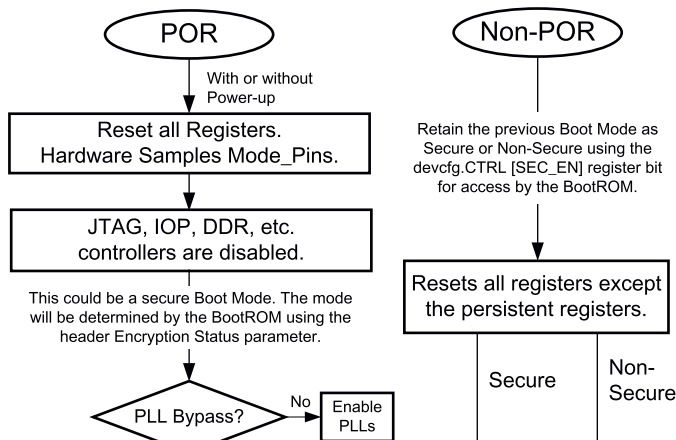 POR
With or without
Power-up
Reset all Registers.
Hardware Samples Mode_Pins.
JTAG, IOP, DDR, etc.
controllers are disabled.
This could be a secure Boot Mode. The mode
will be determined by the BootROM using the
header Encryption Status parameter.
PLL Bypass?
No
Enable
PLLs
Non-POR
Retain the previous Boot Mode as
Secure or Non-Secure using the
devcfg.CTRL [SEC_EN] register bit
for access by the BootROM.
Resets all registers except
the persistent registers.
Secure
Non-
Secure